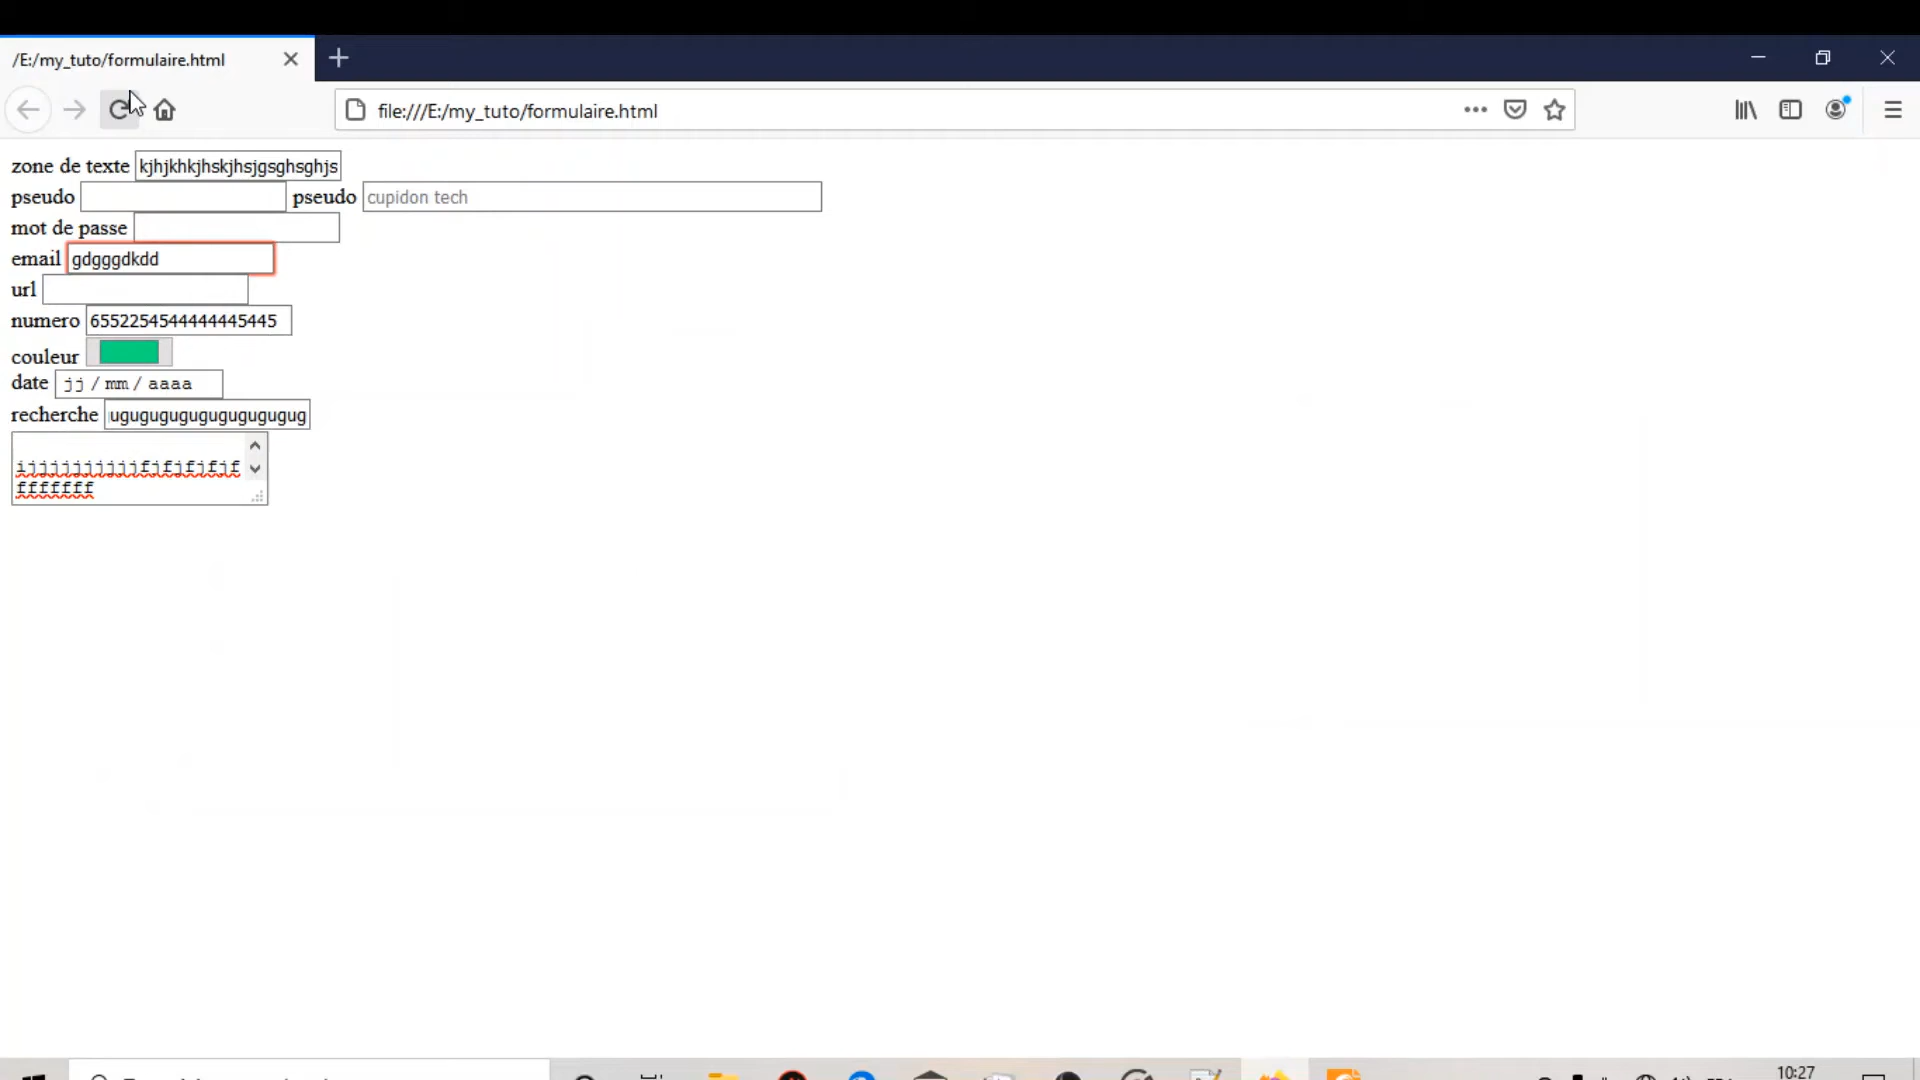 /E:/my_tuto/formulaire.html
file:///E:/my_tuto/formulaire.html
zone de texte kjhjkhkjhskjhsjgsghsghjs
pseudo pseudo cupidon tech
mot de passe
email gdgggdkdd
url
numero 6552254544444445445
couleur
date jj / mm / aaaa
recherche ugugugugugugugugugug
ijjjjjjjjjjfjfjfjfjf
fffffff
10:27